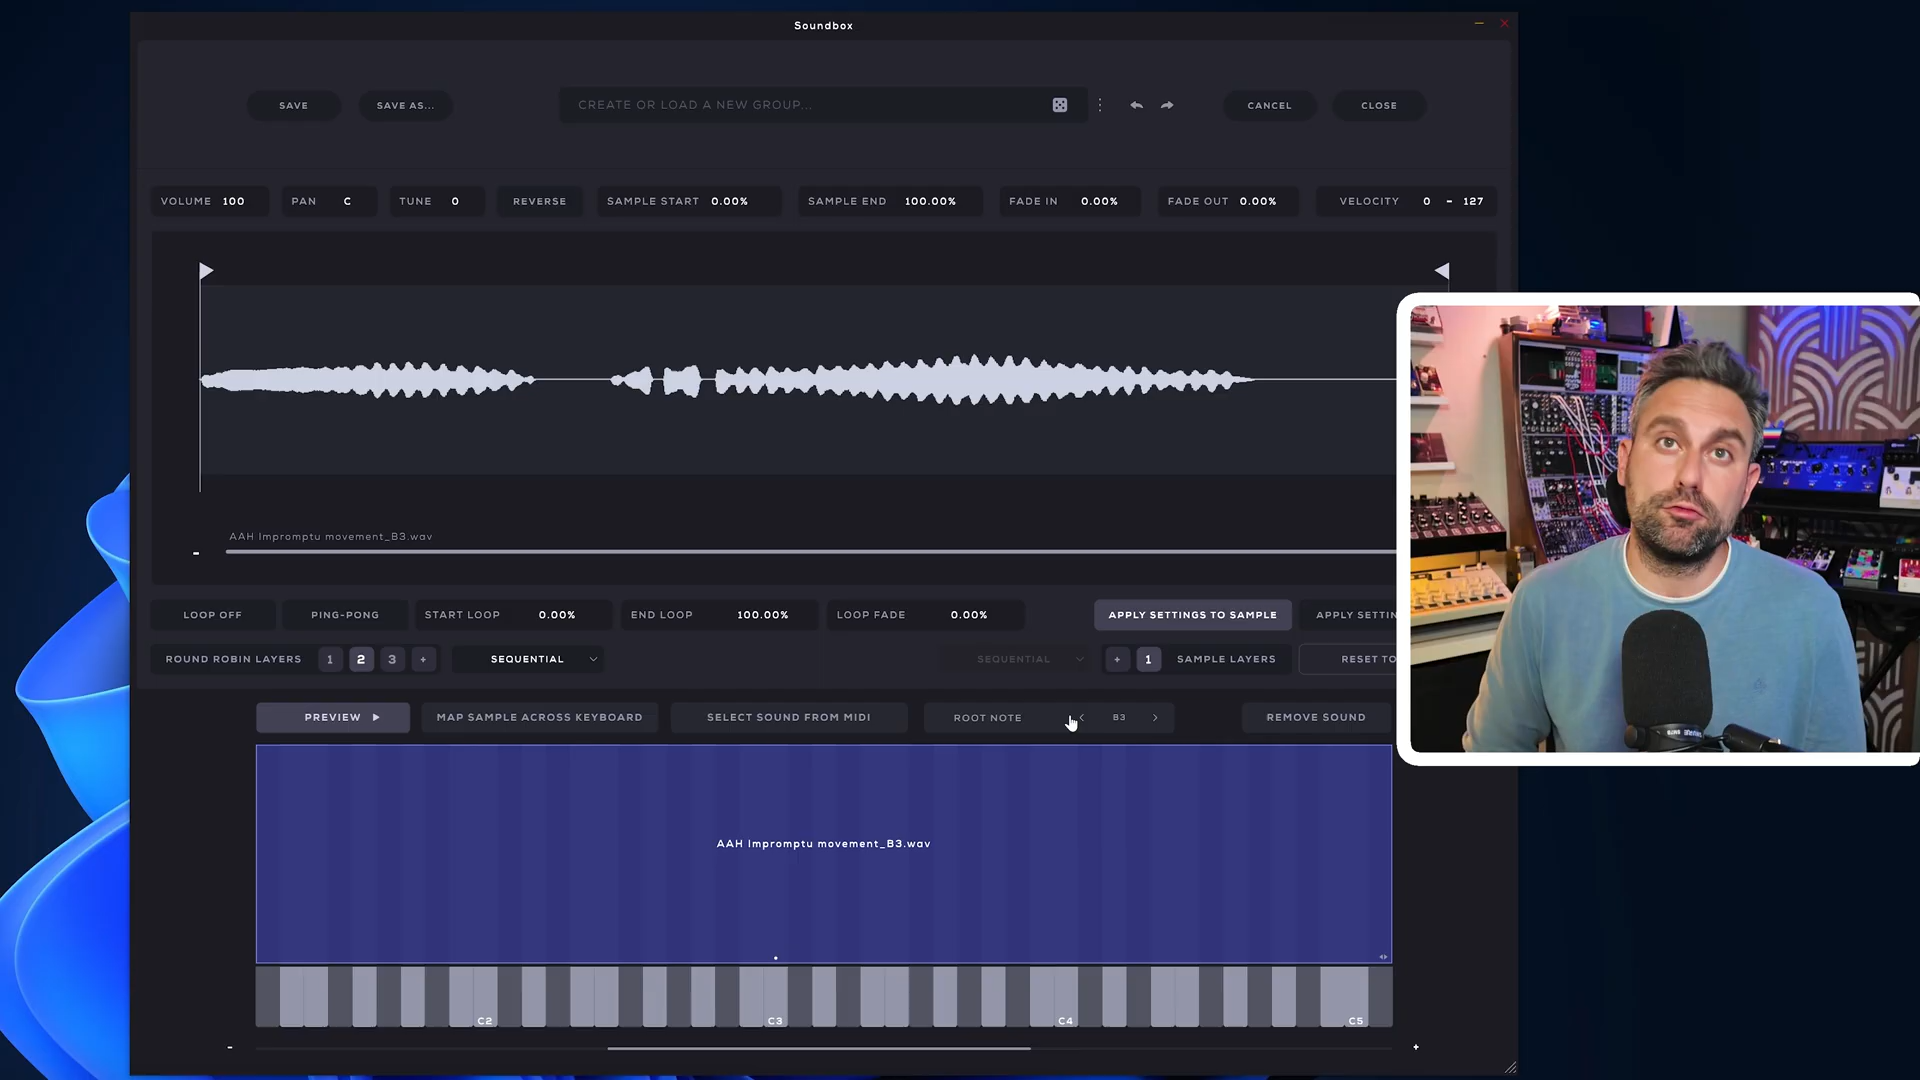 Soundbox
SAVE
SAVE AS...
CREATE OR LOAD A NEW GROUP...
CANCEL
CLOSE
VOLUME 100
PAN C
TUNE 0
REVERSE
SAMPLE START 0.00%
SAMPLE END 100.00%
FADE IN 0.00%
FADE OUT 0.00%
VELOCITY 0 - 127
AAH Impromptu movement_B3.wav
-
LOOP OFF
PING-PONG
START LOOP 0.00%
END LOOP 100.00%
LOOP FADE 0.00%
APPLY SETTINGS TO SAMPLE
APPLY SETTIN
ROUND ROBIN LAYERS 1 2 3 +
SEQUENTIAL
SEQUENTIAL
+ 1 SAMPLE LAYERS
RESET TO
PREVIEW
MAP SAMPLE ACROSS KEYBOARD
SELECT SOUND FROM MIDI
ROOT NOTE < B3 >
REMOVE SOUND
AAH Impromptu movement_B3.wav
C2 C3 C4 C5
- +